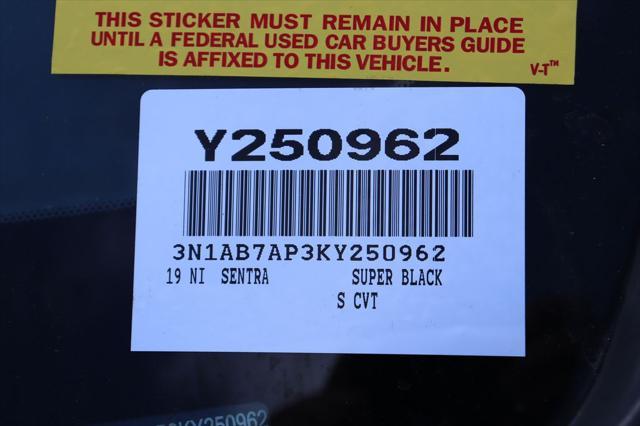 THIS STICKER MUST REMAIN IN PLACE
UNTIL A FEDERAL USED CAR BUYERS GUIDE
IS AFFIXED TO THIS VEHICLE.
V-T™
Y250962
3N1AB7AP3KY250962
19 NI SENTRA SUPER BLACK
S CVT
KY250962